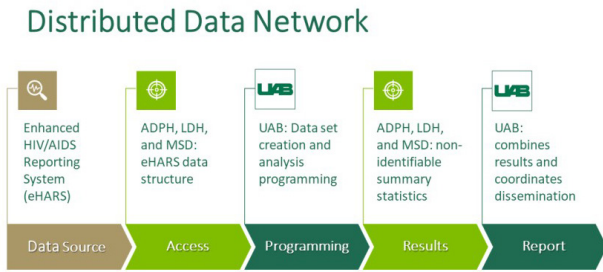 Distributed Data Network
UAB
UAB
Enhanced
HIV/AIDS
Reporting
System
(eHARS)
ADPH, LDH,
and MSD:
eHARS data
structure
UAB: Data set
creation and
analysis
programming
ADPH, LDH,
and MSD: non-
identifiable
summary
statistics
UAB:
combines
results and
coordinates
dissemination
Data Source
Access
Programming
Results
Report